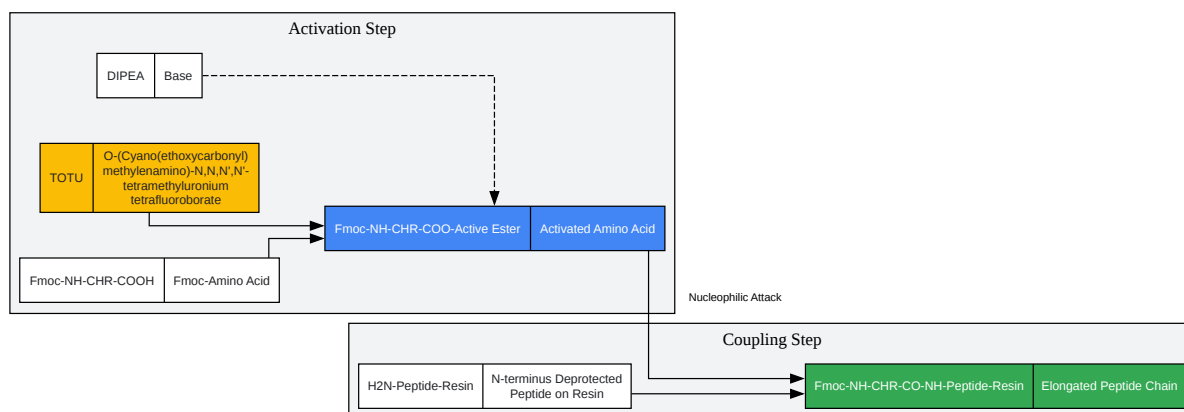 Activation Step
DIPEA
Base
TOTU
O-(Cyano(ethoxycarbonyl)
methylenamino)-N,N,N',N'-
tetramethyluronium
tetrafluoroborate
Fmoc-NH-CHR-COO-Active Ester
Activated Amino Acid
Fmoc-NH-CHR-COOH
Fmoc-Amino Acid
Nucleophilic Attack
Coupling Step
H2N-Peptide-Resin
N-terminus Deprotected
Peptide on Resin
Fmoc-NH-CHR-CO-NH-Peptide-Resin
Elongated Peptide Chain